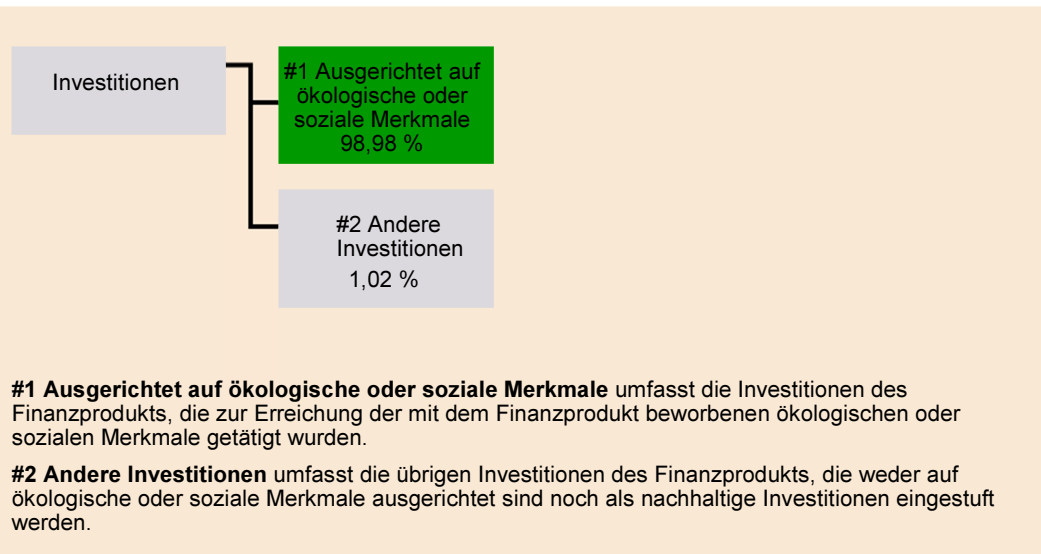 Investitionen
#1 Ausgerichtet auf
ökologische oder
soziale Merkmale
98,98 %
#2 Andere
Investitionen
1,02 %
#1 Ausgerichtet auf ökologische oder soziale Merkmale umfasst die Investitionen des
Finanzprodukts, die zur Erreichung der mit dem Finanzprodukt beworbenen ökologischen oder
sozialen Merkmale getätigt wurden.
#2 Andere Investitionen umfasst die übrigen Investitionen des Finanzprodukts, die weder auf
ökologische oder soziale Merkmale ausgerichtet sind noch als nachhaltige Investitionen eingestuft
werden.